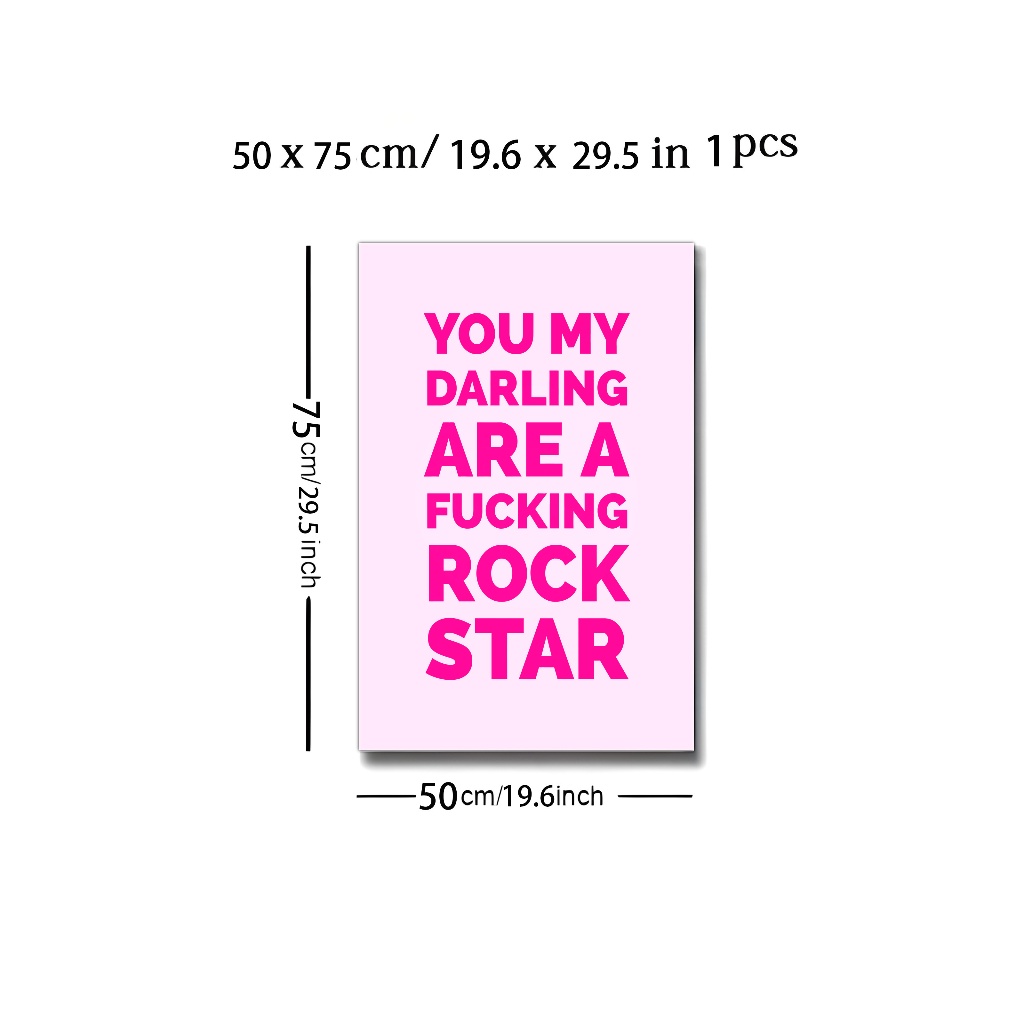 50 x 75 cm/ 19.6 x 29.5 in 1 pcs
YOU MY
DARLING
ARE A
FUCKING
ROCK
STAR
75cm/29.5inch
50cm/19.6inch